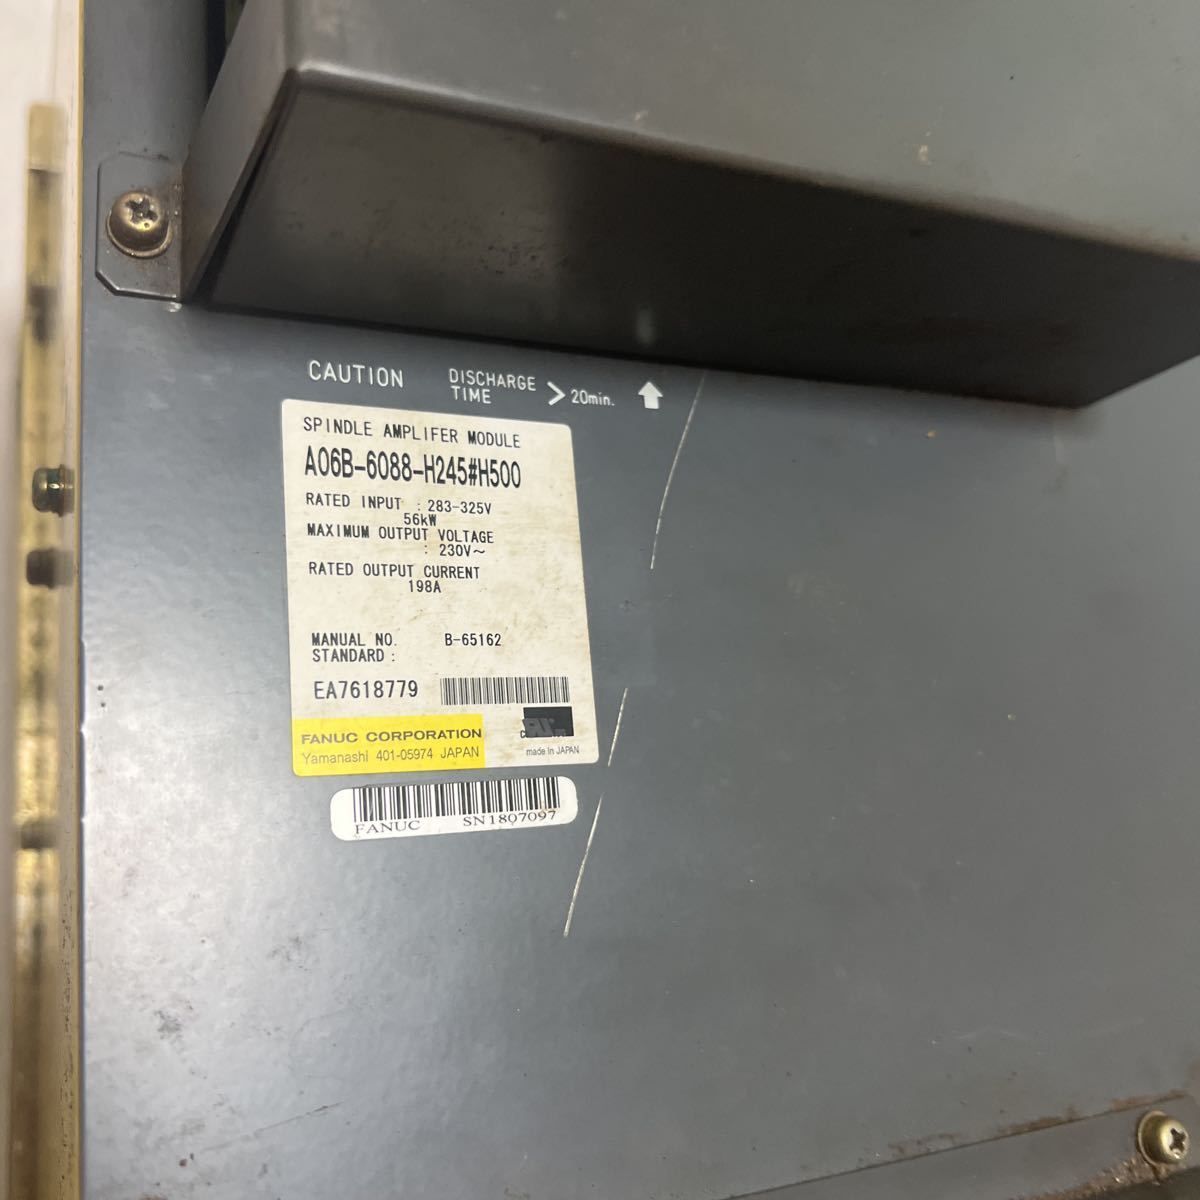 CAUTION
DISCHARGE TIME > 20min.
SPINDLE AMPLIFER MODULE
A06B-6088-H245#H500
RATED INPUT : 283-325V
56kW
MAXIMUM OUTPUT VOLTAGE
: 230V~
RATED OUTPUT CURRENT
198A
MANUAL NO. B-65162
STANDARD :
EA7618779
FANUC CORPORATION
Yamanashi 401-05974 JAPAN
made in JAPAN
FANUC SN1807097